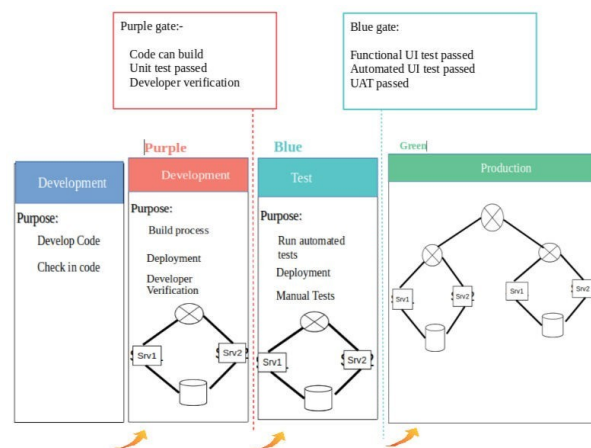 Purple gate:-
Code can build
Unit test passed
Developer verification
Blue gate:
Functional UI test passed
Automated UI test passed
UAT passed
Purple
Blue
Green
Development
Purpose:
Develop Code
Check in code
Development
Purpose:
Build process
Deployment
Developer
Verification
Srv1
Srv2
Test
Purpose:
Run automated
tests
Deployment
Manual Tests
Srv1
Srv2
Production
Srv1
Srv2
Srv1
Srv2